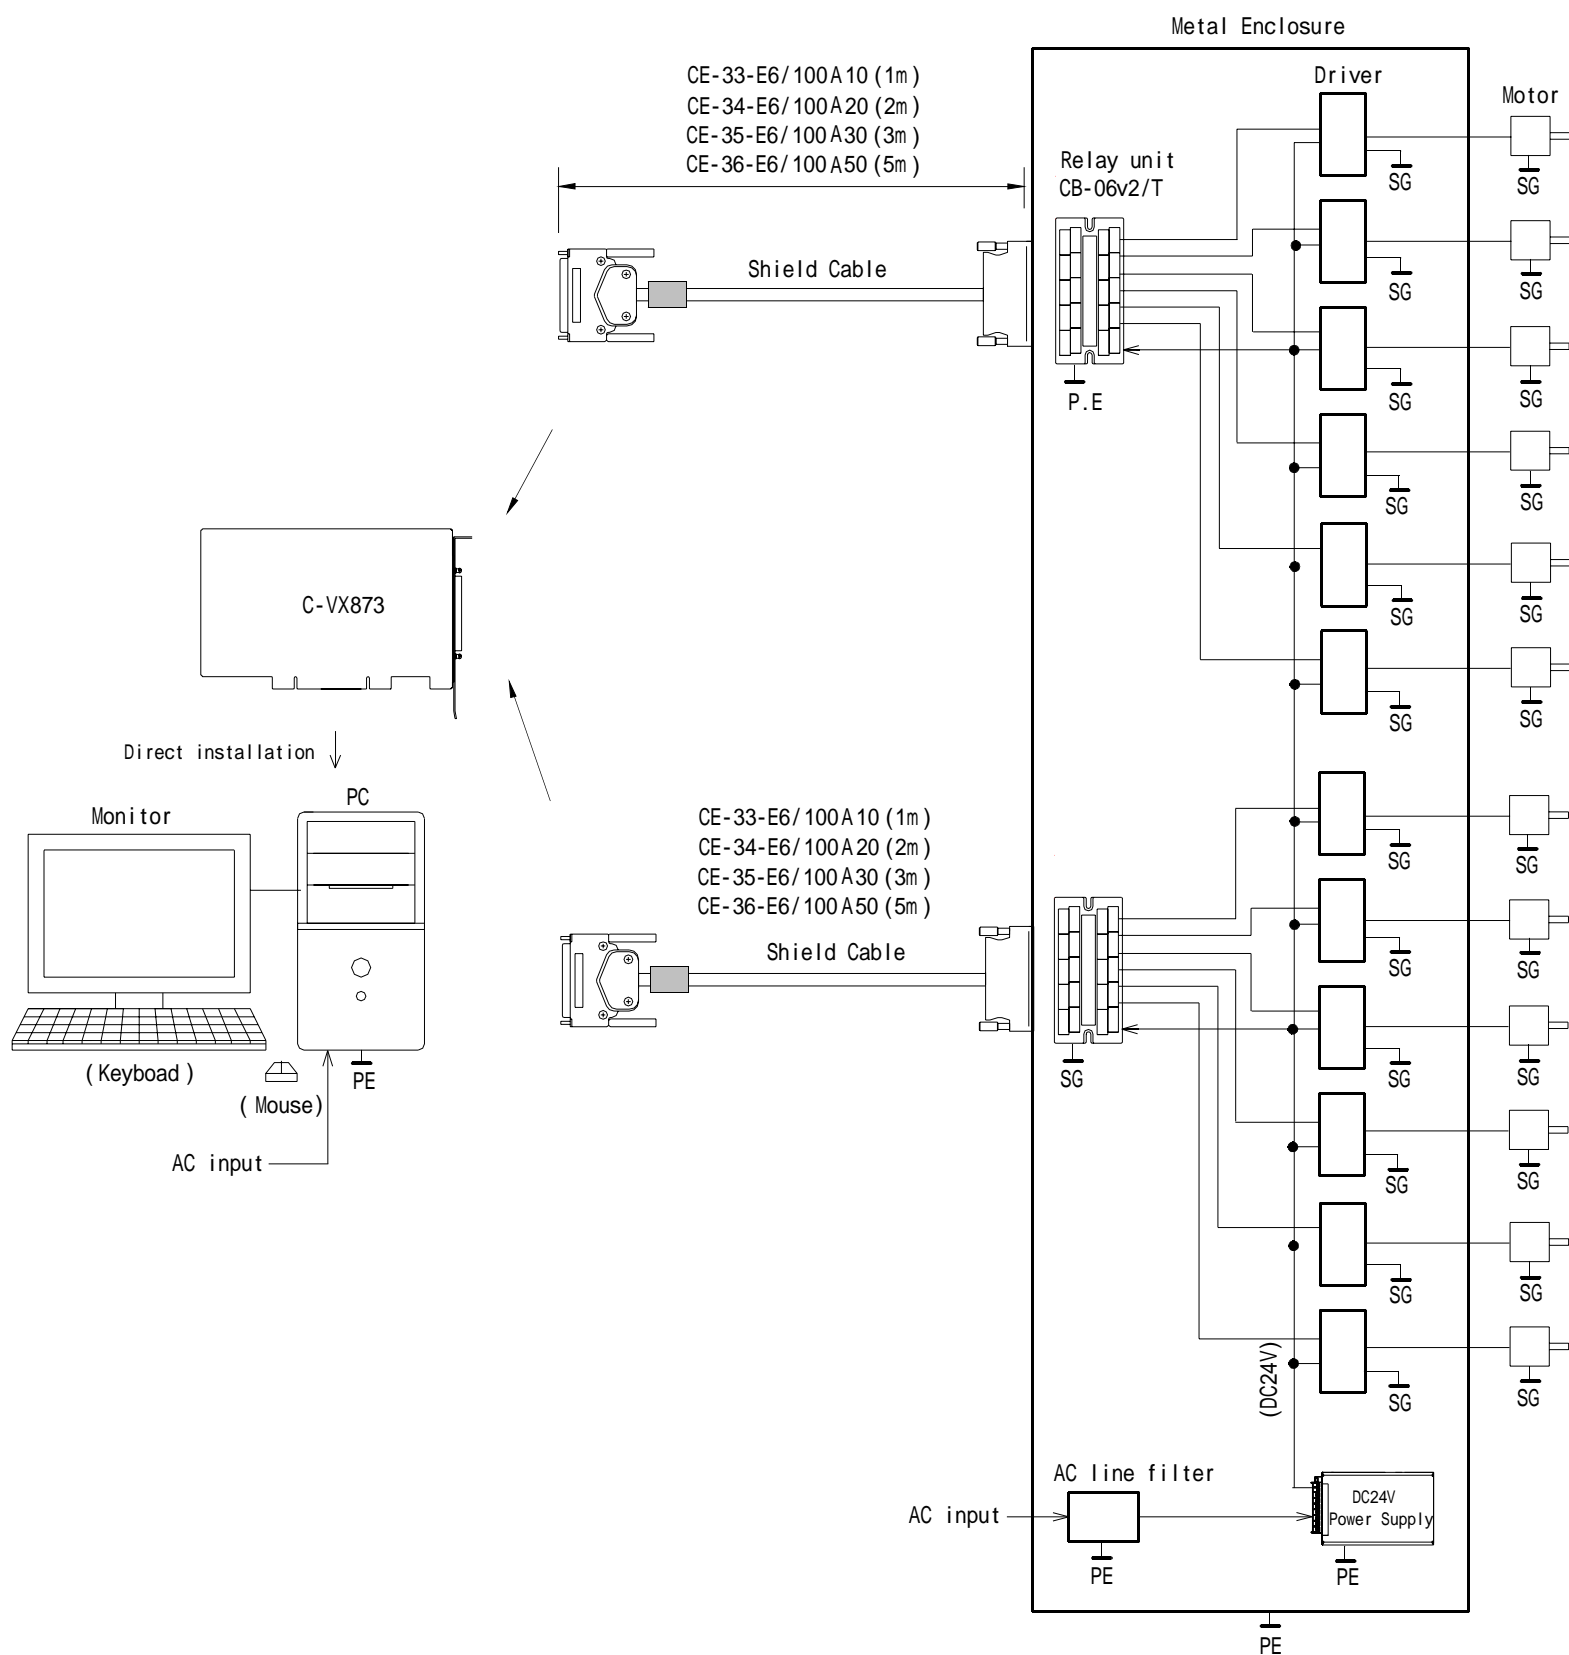 Metal Enclosure
CE-33-E6/100A10 (1m)
CE-34-E6/100A20 (2m)
CE-35-E6/100A30 (3m)
CE-36-E6/100A50 (5m)
Driver
Motor
Relay unit
CB-06v2/T
SG
SG
Shield Cable
SG
SG
P.E
SG
SG
SG
SG
C-VX873
SG
SG
SG
SG
Direct installation
PC
Monitor
CE-33-E6/100A10 (1m)
CE-34-E6/100A20 (2m)
CE-35-E6/100A30 (3m)
CE-36-E6/100A50 (5m)
Shield Cable
SG
SG
SG
SG
(Keyboad)
(Mouse)
PE
AC input
SG
SG
SG
SG
SG
SG
SG
SG
SG
(DC24V)
AC line filter
AC input
DC24V
Power Supply
PE
PE
PE